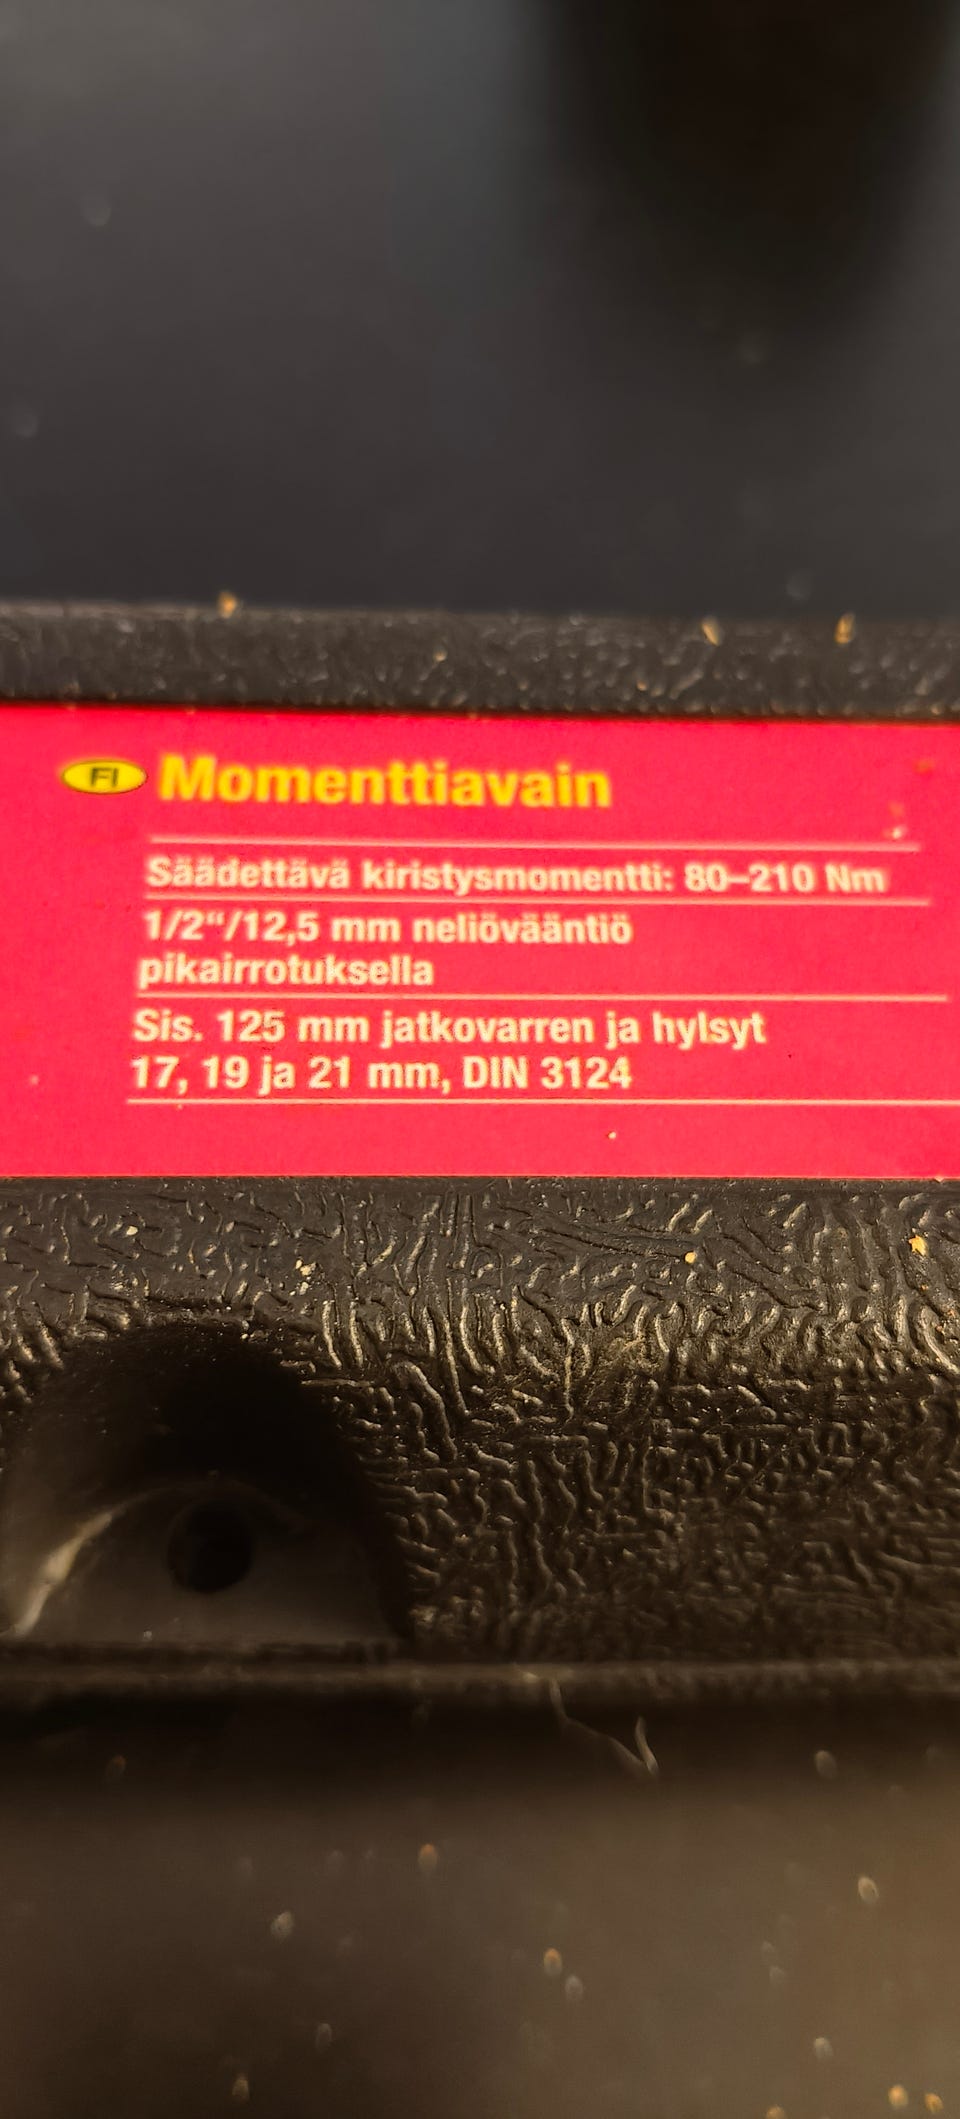 FI Momenttiavain
Säädettävä kiristysmomentti: 80–210 Nm
1/2“/12,5 mm neliövääntiö
pikairrotuksella
Sis. 125 mm jatkovarren ja hylsyt
17, 19 ja 21 mm, DIN 3124